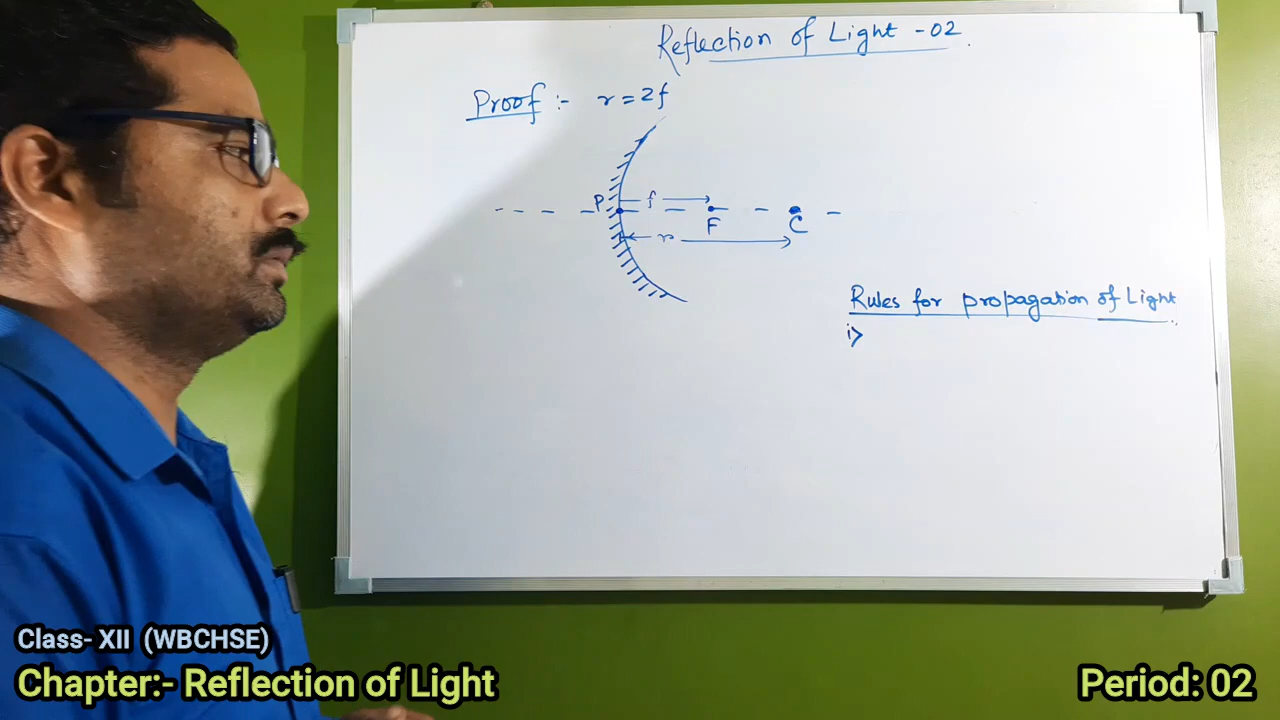 Reflection of Light - 02.
Proof :- r = 2f
P f
F C
r
Rules for propagation of Light :
i>
Class- XII (WBCHSE)
Chapter:- Reflection of Light
Period: 02